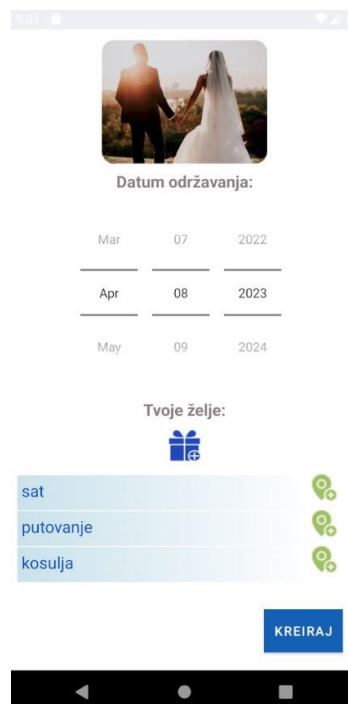 9:01
Datum održavanja:
Mar 07 2022
Apr 08 2023
May 09 2024
Tvoje želje:
sat
putovanje
kosulja
KREIRAJ